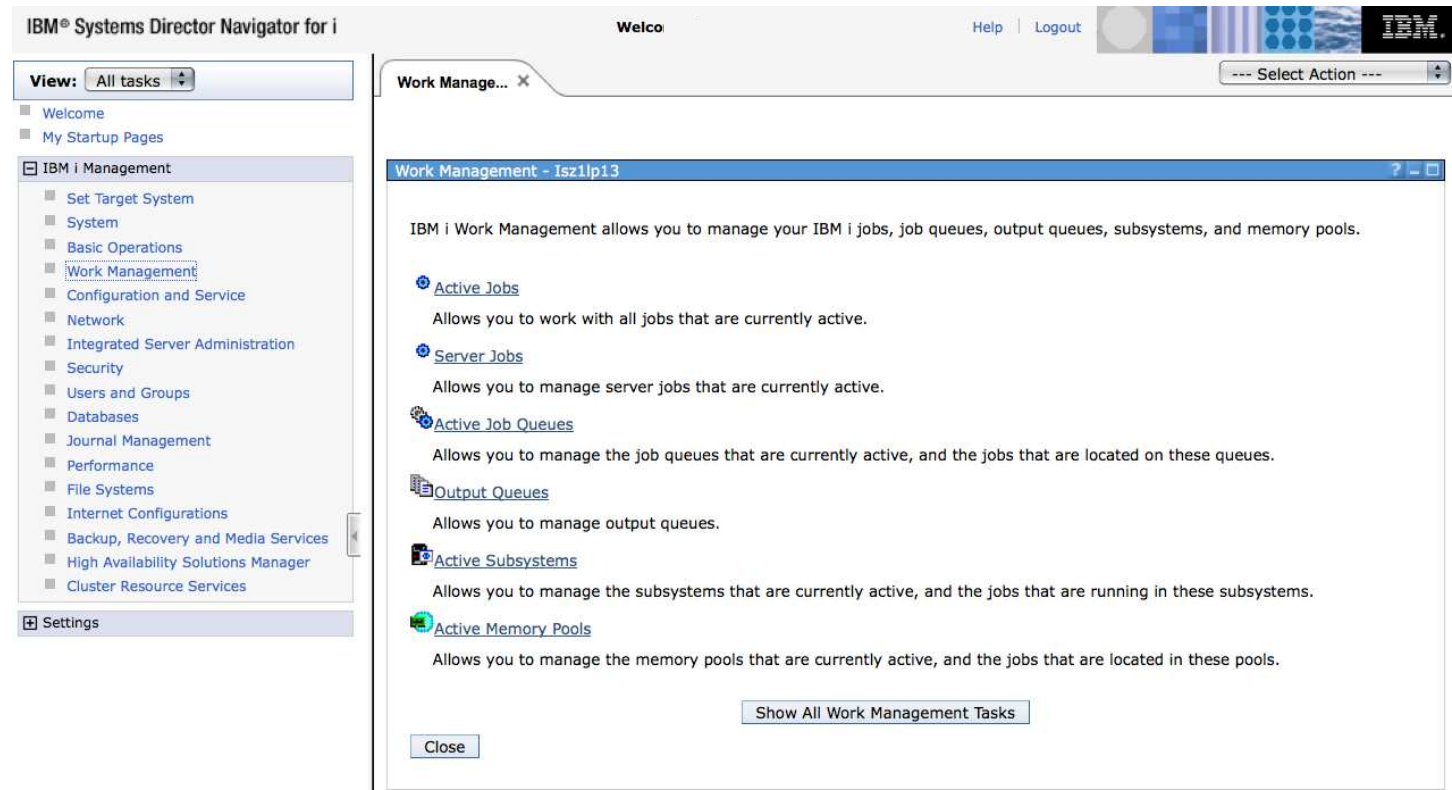 IBM® Systems Director Navigator for i
Help | Logout
IBM.
View: All tasks
Welcome
My Startup Pages
IBM i Management
Set Target System
System
Basic Operations
Work Management
Configuration and Service
Network
Integrated Server Administration
Security
Users and Groups
Databases
Journal Management
Performance
File Systems
Internet Configurations
Backup, Recovery and Media Services
High Availability Solutions Manager
Cluster Resource Services
Settings
Work Manage...
--- Select Action ---
Work Management - Isz1lp13
IBM i Work Management allows you to manage your IBM i jobs, job queues, output queues, subsystems, and memory pools.
Active Jobs
Allows you to work with all jobs that are currently active.
Server Jobs
Allows you to manage server jobs that are currently active.
Active Job Queues
Allows you to manage the job queues that are currently active, and the jobs that are located on these queues.
Output Queues
Allows you to manage output queues.
Active Subsystems
Allows you to manage the subsystems that are currently active, and the jobs that are running in these subsystems.
Active Memory Pools
Allows you to manage the memory pools that are currently active, and the jobs that are located in these pools.
Show All Work Management Tasks
Close